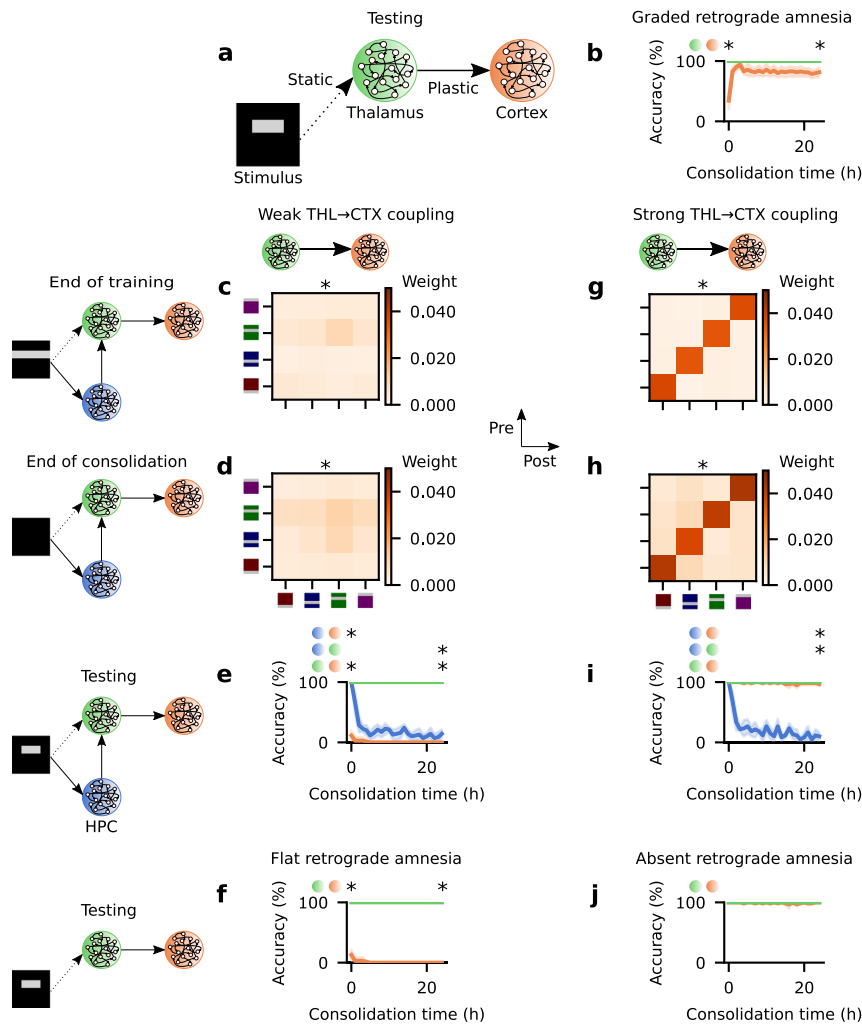 Testing
a
Static
Plastic
Thalamus
Cortex
Stimulus
Graded retrograde amnesia
b
*
*
Accuracy (%)
100
0
0
20
Consolidation time (h)
Weak THL→CTX coupling
Strong THL→CTX coupling
End of training
c
*
Weight
0.040
0.020
0.000
g
*
Weight
0.040
0.020
0.000
Pre
Post
End of consolidation
d
*
Weight
0.040
0.020
0.000
h
*
Weight
0.040
0.020
0.000
Testing
HPC
e
*
*
*
*
Accuracy (%)
100
0
0
20
Consolidation time (h)
i
*
*
Accuracy (%)
100
0
0
20
Consolidation time (h)
Testing
Flat retrograde amnesia
f
*
*
Accuracy (%)
100
0
0
20
Consolidation time (h)
Absent retrograde amnesia
j
Accuracy (%)
100
0
0
20
Consolidation time (h)